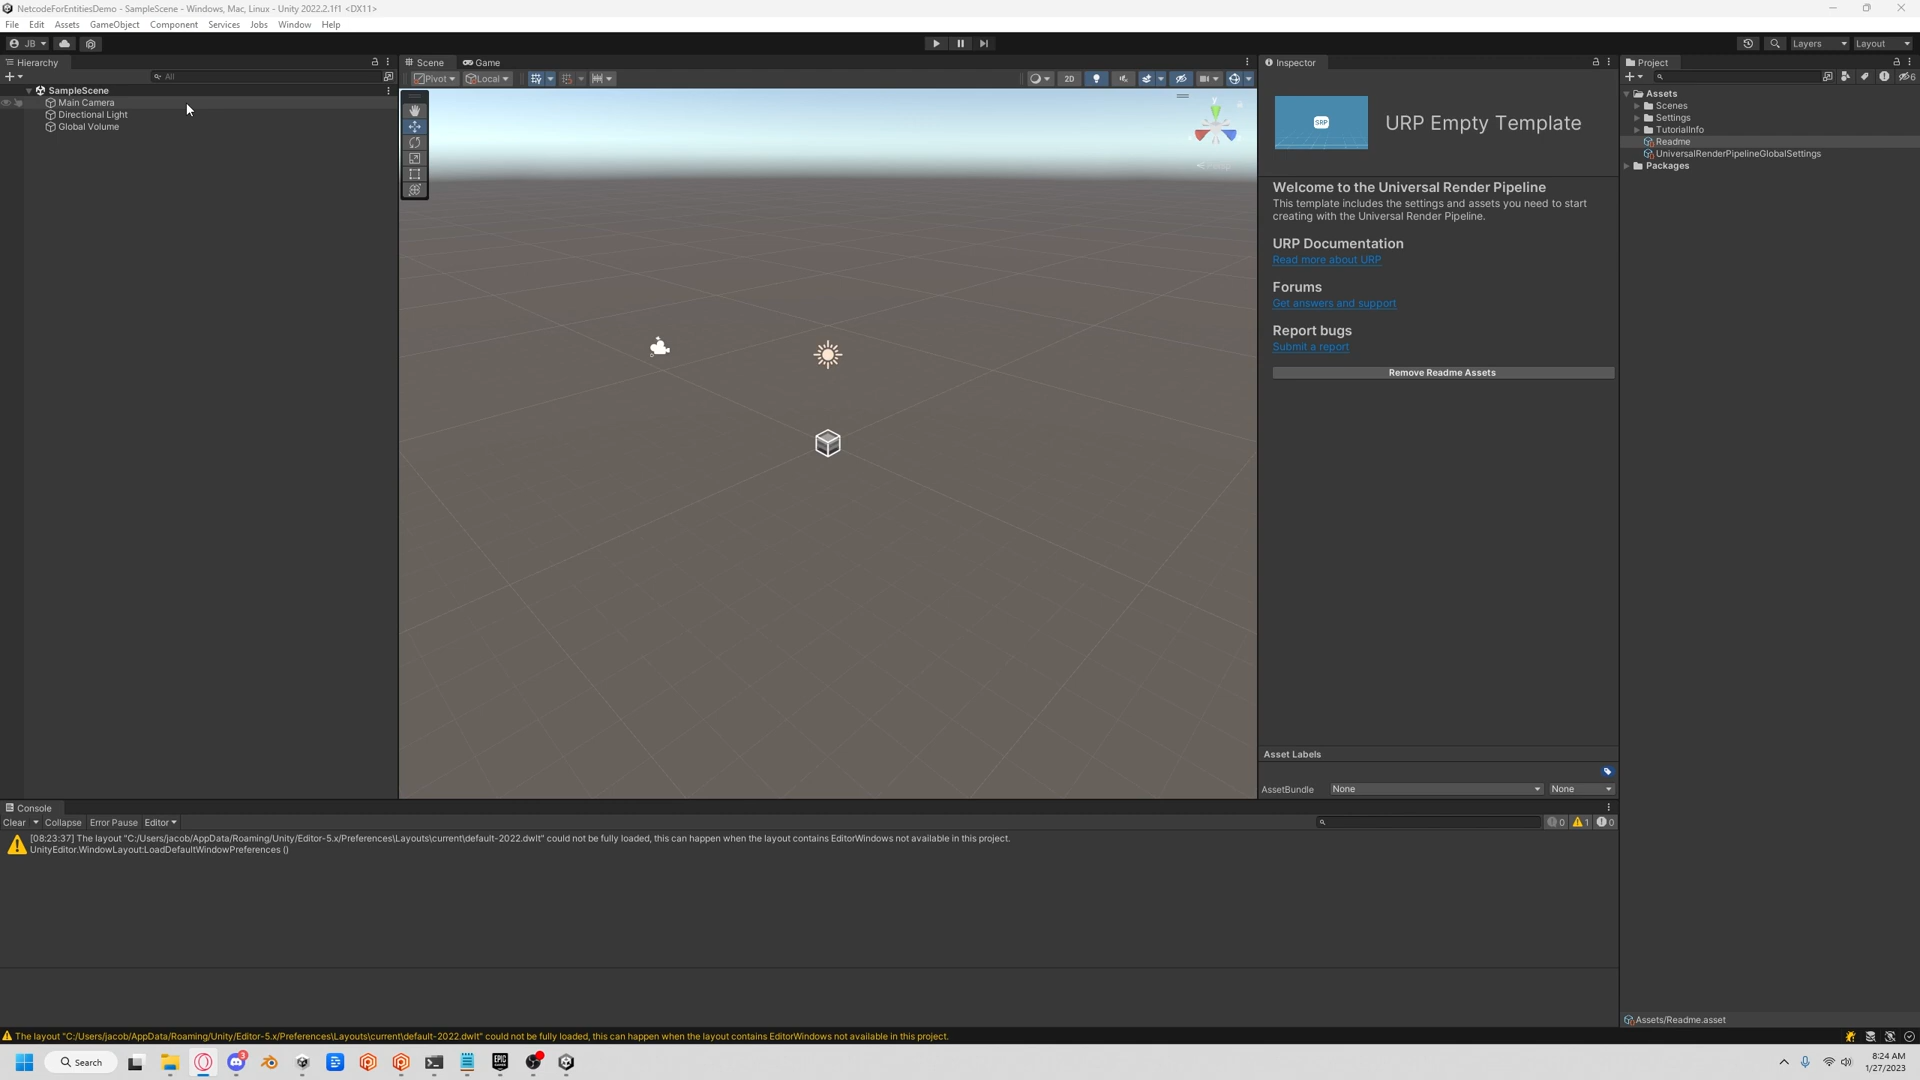 NetcodeForEntitiesDemo - SampleScene - Windows, Mac, Linux - Unity 2022.2.1f1 <DX11>
File Edit Assets GameObject Component Services Jobs Window Help
JB
Layers
Layout
Hierarchy
All
SampleScene
Main Camera
Directional Light
Global Volume
Scene
Game
Pivot
Local
2D
y
Persp
Inspector
SRP
URP Empty Template
Welcome to the Universal Render Pipeline
This template includes the settings and assets you need to start
creating with the Universal Render Pipeline.
URP Documentation
Read more about URP
Forums
Get answers and support
Report bugs
Submit a report
Remove Readme Assets
Asset Labels
AssetBundle None None
Project
6
Assets
Scenes
Settings
TutorialInfo
Readme
UniversalRenderPipelineGlobalSettings
Packages
Assets/Readme.asset
Console
Clear Collapse Error Pause Editor
0 1 0
[08:23:37] The layout "C:/Users/jacob/AppData/Roaming/Unity/Editor-5.x/Preferences\Layouts\current\default-2022.dwlt" could not be fully loaded, this can happen when the layout contains EditorWindows not available in this project.
UnityEditor.WindowLayout:LoadDefaultWindowPreferences ()
The layout "C:/Users/jacob/AppData/Roaming/Unity/Editor-5.x/Preferences\Layouts\current\default-2022.dwlt" could not be fully loaded, this can happen when the layout contains EditorWindows not available in this project.
Search
3
EPIC
8:24 AM
1/27/2023